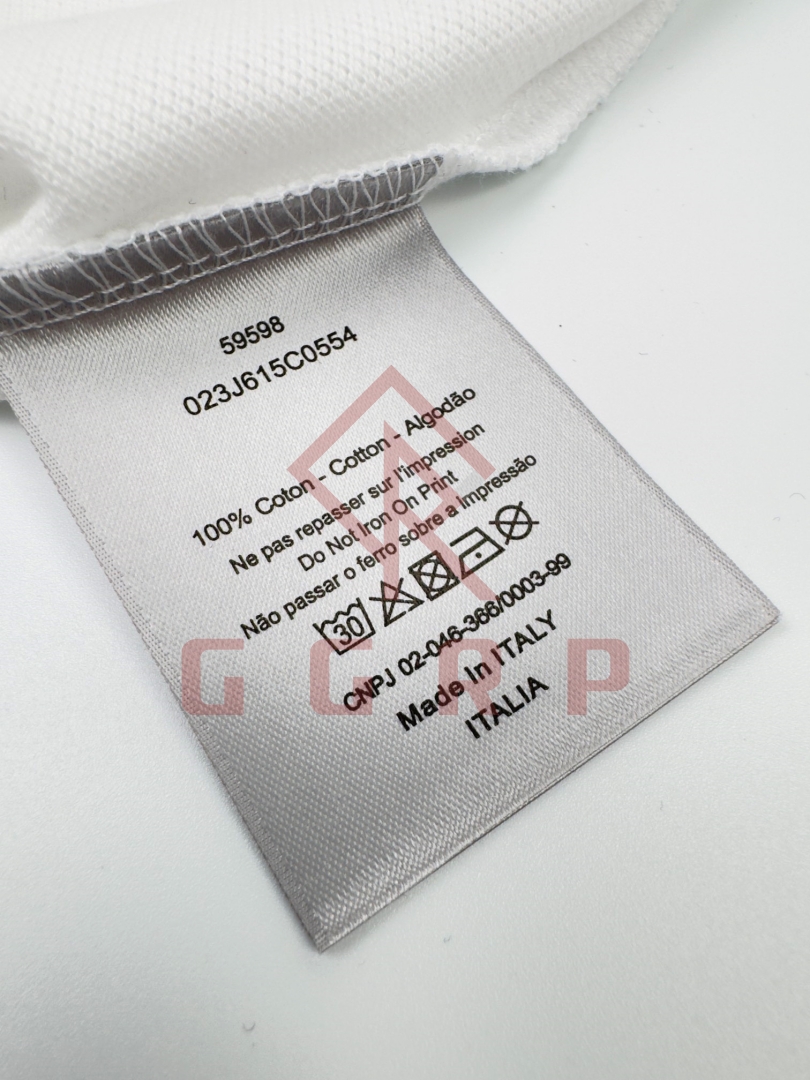 59598
023J615C0554
100% Coton - Cotton - Algodão
Ne pas repasser sur l'impression
Do Not Iron On Print
Não passar o ferro sobre a impressão
30
CNPJ 02-046-366/0003-99
Made In ITALY
ITALIA
GGRP